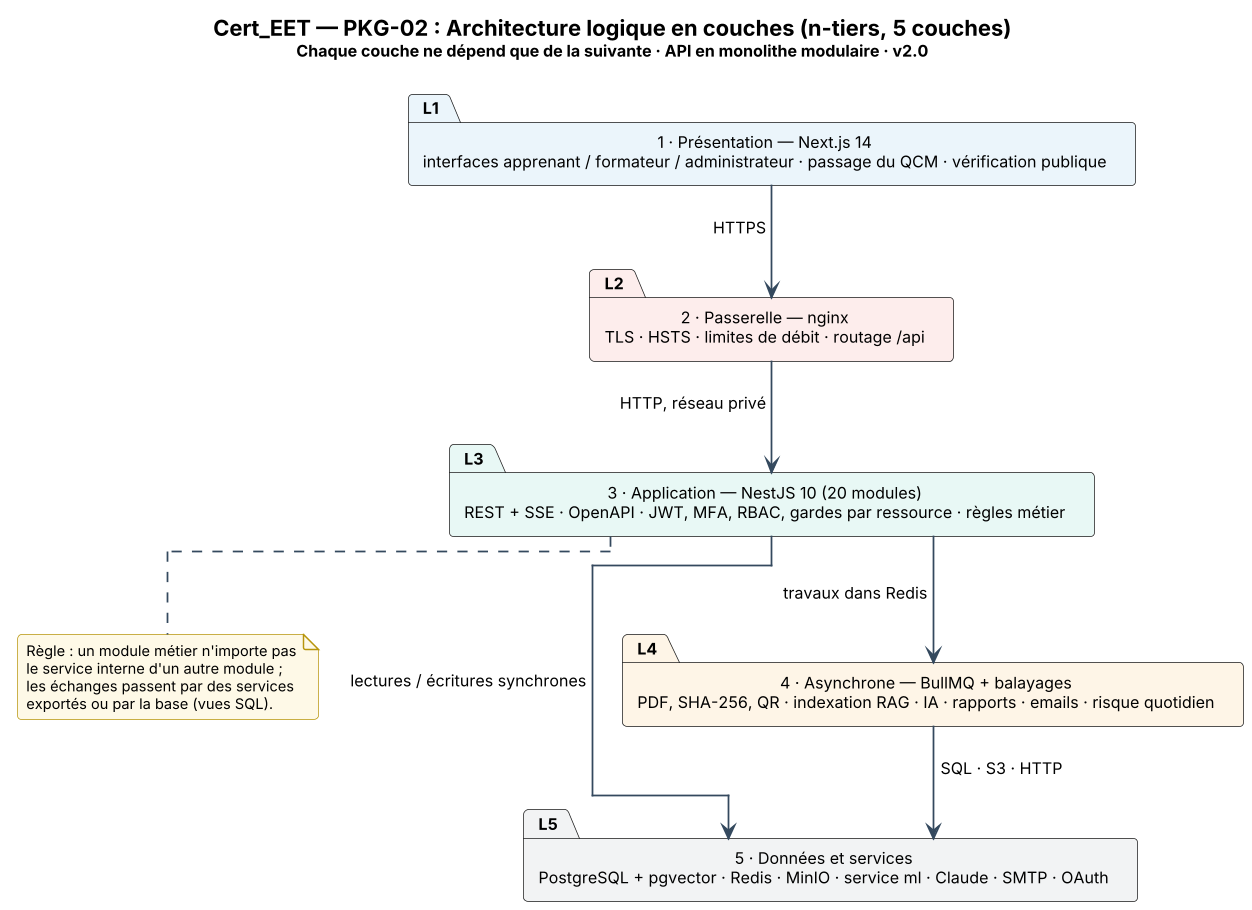 Cert_EET — PKG-02 : Architecture logique en couches (n-tiers, 5 couches)
Chaque couche ne dépend que de la suivante · API en monolithe modulaire · v2.0
L1
1 · Présentation — Next.js 14
interfaces apprenant / formateur / administrateur · passage du QCM · vérification publique
HTTPS
L2
2 · Passerelle — nginx
TLS · HSTS · limites de débit · routage /api
HTTP, réseau privé
L3
3 · Application — NestJS 10 (20 modules)
REST + SSE · OpenAPI · JWT, MFA, RBAC, gardes par ressource · règles métier
travaux dans Redis
Règle : un module métier n'importe pas
le service interne d'un autre module ;
les échanges passent par des services
exportés ou par la base (vues SQL).
lectures / écritures synchrones
L4
4 · Asynchrone — BullMQ + balayages
PDF, SHA-256, QR · indexation RAG · IA · rapports · emails · risque quotidien
SQL · S3 · HTTP
L5
5 · Données et services
PostgreSQL + pgvector · Redis · MinIO · service ml · Claude · SMTP · OAuth